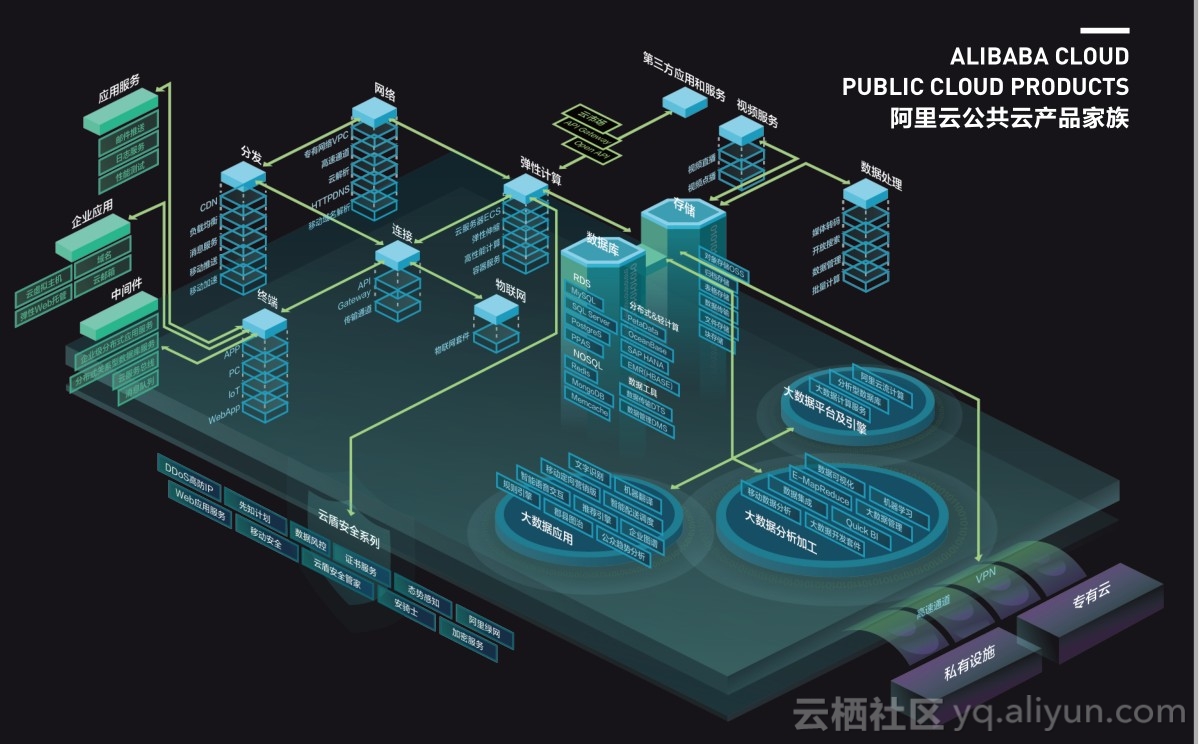 ALIBABA CLOUD
PUBLIC CLOUD PRODUCTS
阿里云公共云产品家族
应用服务
邮件推送
日志服务
性能测试
企业应用
域名
云虚拟主机
云邮箱
弹性Web托管
中间件
企业级分布式应用服务
消息队列
分发
CDN
负载均衡
消息服务
移动推送
移动加速
网络
专有网络VPC
高速通道
云解析
HTTPDNS
移动域名解析
终端
APP
PC
IoT
WebApp
连接
API
Gateway
传输通道
物联网
物联网套件
弹性计算
云服务器ECS
弹性伸缩
高性能计算
容器服务
云市场
API Gateway
Open API
第三方应用和服务
视频服务
视频直播
视频点播
数据处理
媒体转码
开放搜索
数据管理
批量计算
存储
对象存储OSS
归档存储
表格存储
数据传输
文件存储
块存储
数据库
RDS
MySQL
SQL Server
PostgreS
PPAS
NOSQL
Redis
MongoDB
Memcache
分布式&轻计算
PetaData
OceanBase
SAP HANA
EMR(HBASE)
数据工具
数据传输DTS
数据管理DMS
大数据平台及引擎
阿里云流计算
分析型数据库
大数据计算服务
大数据应用
文字识别
移动定向营销版
智能语音交互
规则引擎
机器翻译
智能配送调度
推荐引擎
郡县图治
企业图谱
公众趋势分析
大数据分析加工
数据可视化
E-MapReduce
数据集成
移动数据分析
机器学习
大数据管理
Quick BI
大数据开发套件
云盾安全系列
DDoS高防IP
Web应用服务
先知计划
移动安全
数据风控
证书服务
云盾安全管家
态势感知
安骑士
阿里绿网
加密服务
VPN
高速通道
专有云
私有设施
云栖社区 yq.aliyun.com